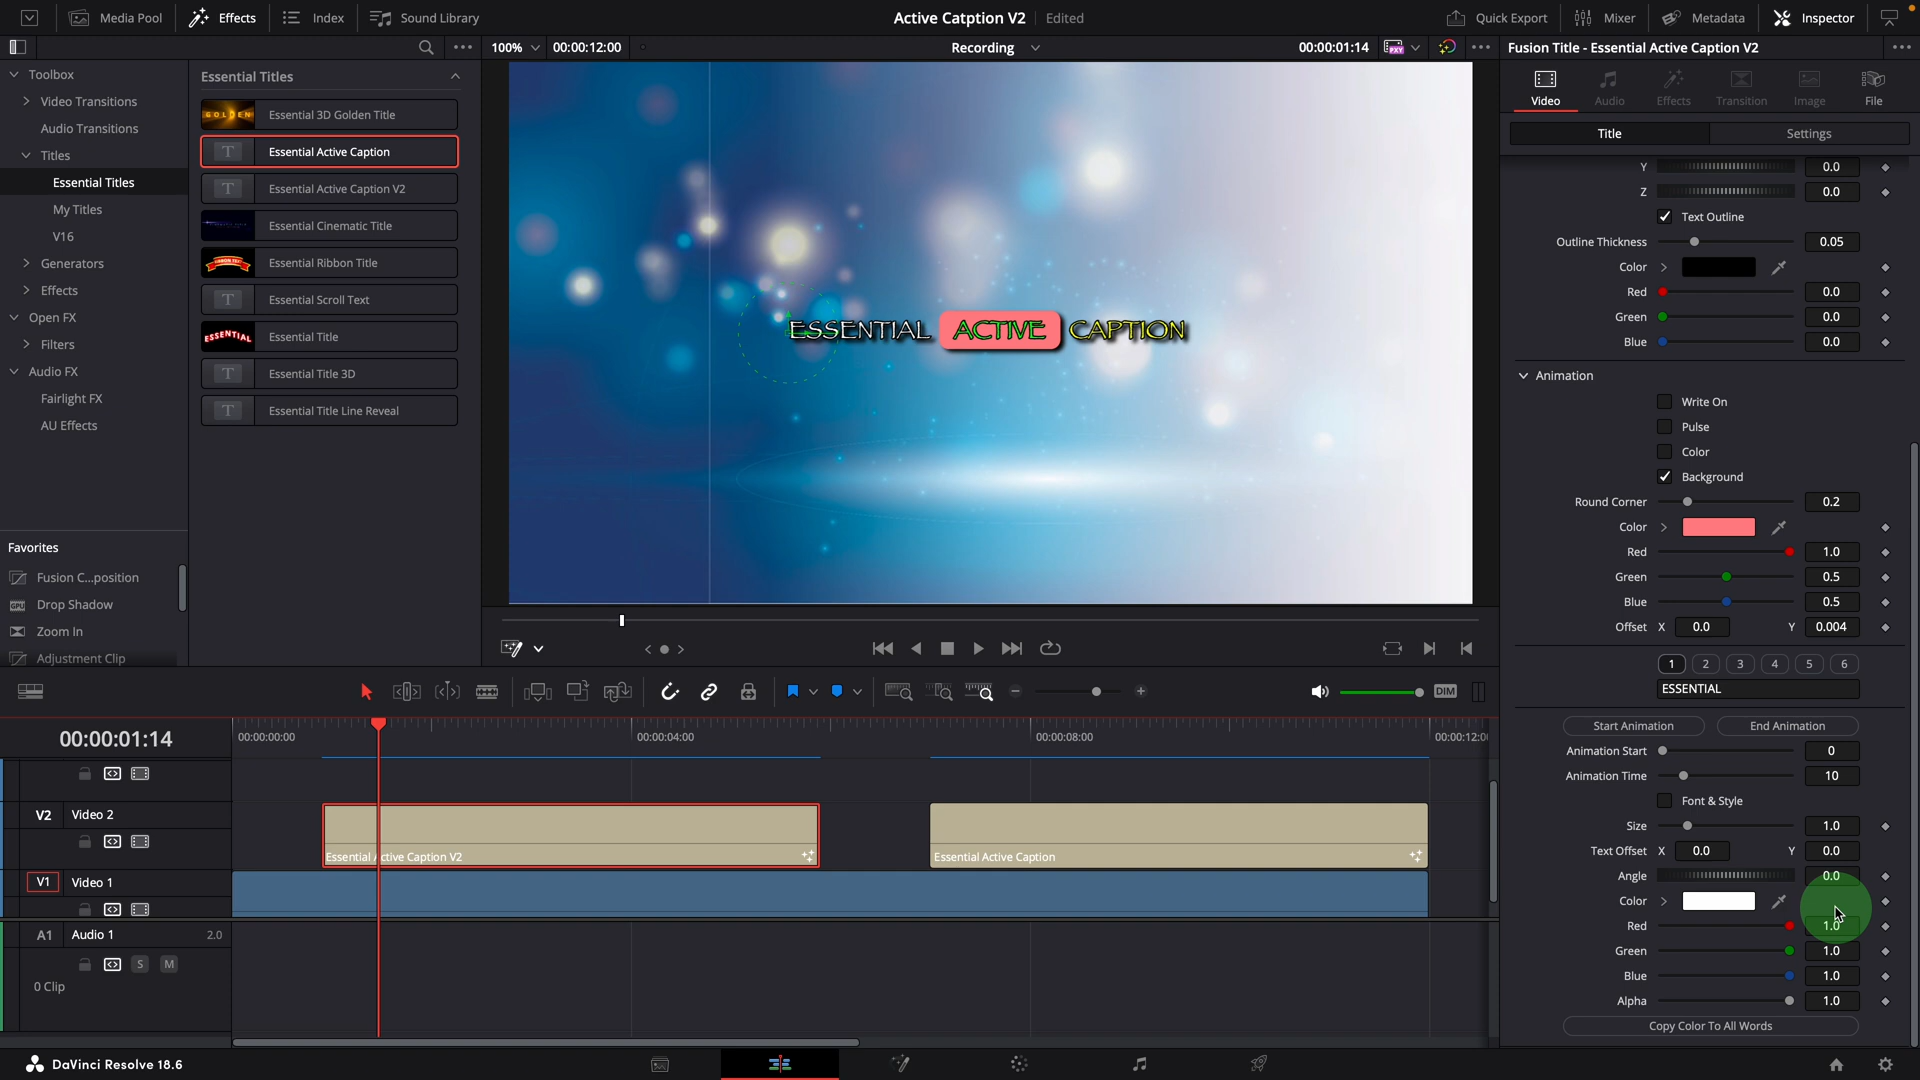 Media Pool Effects Index Sound Library
Active Catption V2 Edited
Quick Export Mixer Metadata Inspector
100% 00:00:12:00 Recording 00:00:01:14 PXY
Fusion Title - Essential Active Caption V2
Toolbox
Video Transitions
Audio Transitions
Titles
Essential Titles
My Titles
V16
Generators
Effects
Open FX
Filters
Audio FX
Fairlight FX
AU Effects
Favorites
Fusion C...position
Drop Shadow
Zoom In
Adjustment Clip
Essential Titles
GOLDEN Essential 3D Golden Title
T Essential Active Caption
T Essential Active Caption V2
Essential Cinematic Title
Essential Ribbon Title
T Essential Scroll Text
ESSENTIAL Essential Title
T Essential Title 3D
T Essential Title Line Reveal
ESSENTIAL ACTIVE CAPTION
Video Audio Effects Transition Image File
Title Settings
Y 0.0
Z 0.0
Text Outline
Outline Thickness 0.05
Color
Red 0.0
Green 0.0
Blue 0.0
Animation
Write On
Pulse
Color
Background
Round Corner 0.2
Color
Red 1.0
Green 0.5
Blue 0.5
Offset X 0.0 Y 0.004
1 2 3 4 5 6
ESSENTIAL
Start Animation End Animation
Animation Start 0
Animation Time 10
Font & Style
Size 1.0
Text Offset X 0.0 Y 0.0
Angle 0.0
Color
Red 1.0
Green 1.0
Blue 1.0
Alpha 1.0
Copy Color To All Words
DIM
00:00:01:14
00:00:00:00 00:00:04:00 00:00:08:00
V2 Video 2
Essential Active Caption V2 Essential Active Caption
V1 Video 1
A1 Audio 1 2.0
S M
0 Clip
DaVinci Resolve 18.6